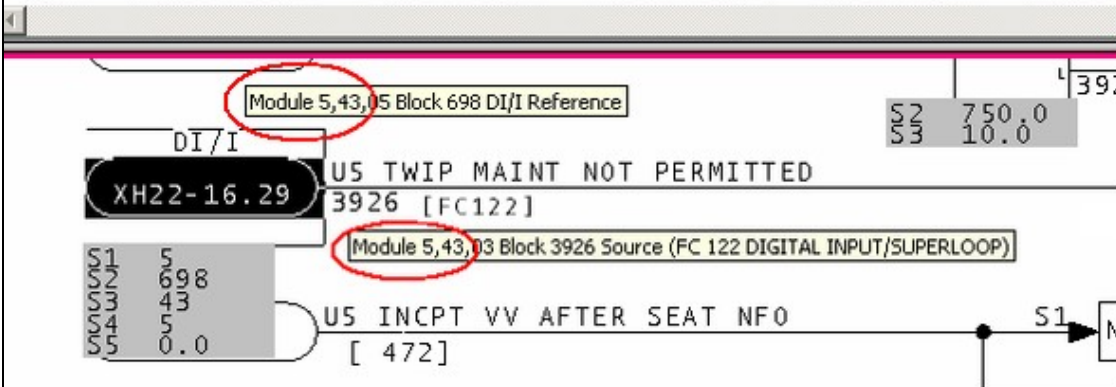 L
392
Module 5,43,05 Block 698 DI/I Reference
S2 750.0
S3 10.0
DI/I
XH22-16.29
U5 TWIP MAINT NOT PERMITTED
3926 [FC122]
Module 5,43,03 Block 3926 Source (FC 122 DIGITAL INPUT/SUPERLOOP)
S1 5
S2 698
S3 43
S4 5
S5 0.0
U5 INCPT VV AFTER SEAT NFO
[ 472]
S1
N